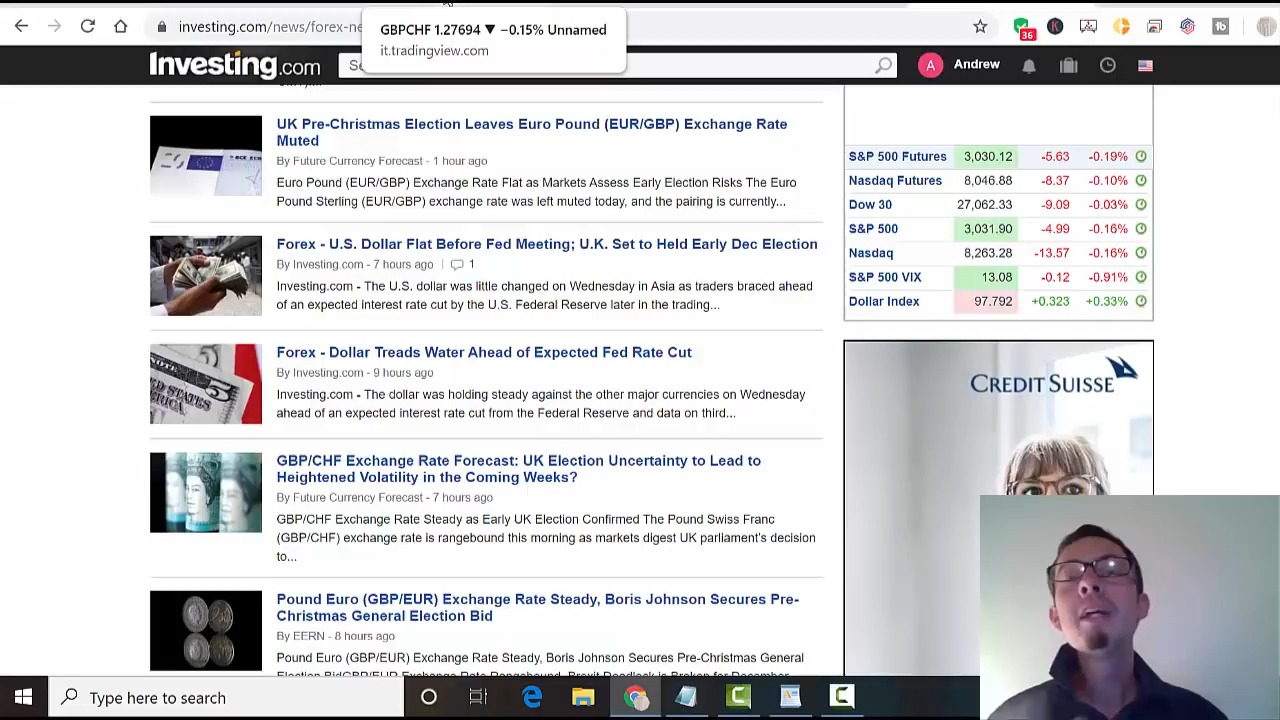 GBPCHF 1.27694 ▼ −0.15% Unnamed
it.tradingview.com
investing.com/news/forex-ne
36
K
tb
Investing.com
Se
A
Andrew
UK Pre-Christmas Election Leaves Euro Pound (EUR/GBP) Exchange Rate
Muted
By Future Currency Forecast - 1 hour ago
Euro Pound (EUR/GBP) Exchange Rate Flat as Markets Assess Early Election Risks The Euro
Pound Sterling (EUR/GBP) exchange rate was left muted today, and the pairing is currently...
Forex - U.S. Dollar Flat Before Fed Meeting; U.K. Set to Held Early Dec Election
By Investing.com - 7 hours ago 1
Investing.com - The U.S. dollar was little changed on Wednesday in Asia as traders braced ahead
of an expected interest rate cut by the U.S. Federal Reserve later in the trading...
Forex - Dollar Treads Water Ahead of Expected Fed Rate Cut
By Investing.com - 9 hours ago
Investing.com - The dollar was holding steady against the other major currencies on Wednesday
ahead of an expected interest rate cut from the Federal Reserve and data on third...
GBP/CHF Exchange Rate Forecast: UK Election Uncertainty to Lead to
Heightened Volatility in the Coming Weeks?
By Future Currency Forecast - 7 hours ago
GBP/CHF Exchange Rate Steady as Early UK Election Confirmed The Pound Swiss Franc
(GBP/CHF) exchange rate is rangebound this morning as markets digest UK parliament's decision
to...
Pound Euro (GBP/EUR) Exchange Rate Steady, Boris Johnson Secures Pre-
Christmas General Election Bid
By EERN - 8 hours ago
Pound Euro (GBP/EUR) Exchange Rate Steady, Boris Johnson Secures Pre-Christmas General
S&P 500 Futures 3,030.12 -5.63 -0.19%
Nasdaq Futures 8,046.88 -8.37 -0.10%
Dow 30 27,062.33 -9.09 -0.03%
S&P 500 3,031.90 -4.99 -0.16%
Nasdaq 8,263.28 -13.57 -0.16%
S&P 500 VIX 13.08 -0.12 -0.91%
Dollar Index 97.792 +0.323 +0.33%
CREDIT SUISSE
Type here to search